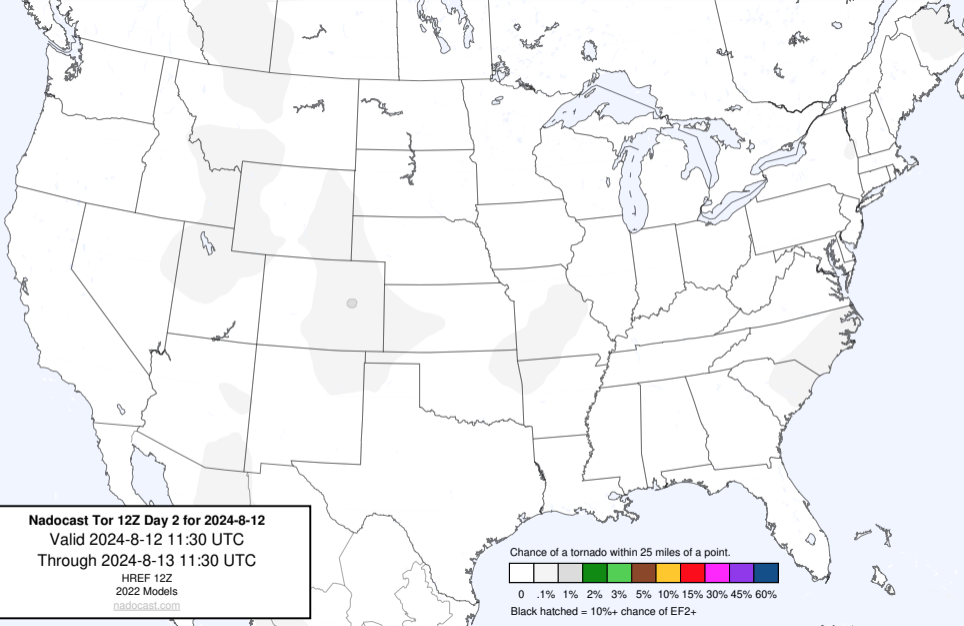 Nadocast Tor 12Z Day 2 for 2024-8-12
Valid 2024-8-12 11:30 UTC
Through 2024-8-13 11:30 UTC
HREF 12Z
2022 Models
nadocast.com
Chance of a tornado within 25 miles of a point.
0 .1% 1% 2% 3% 5% 10% 15% 30% 45% 60%
Black hatched = 10%+ chance of EF2+